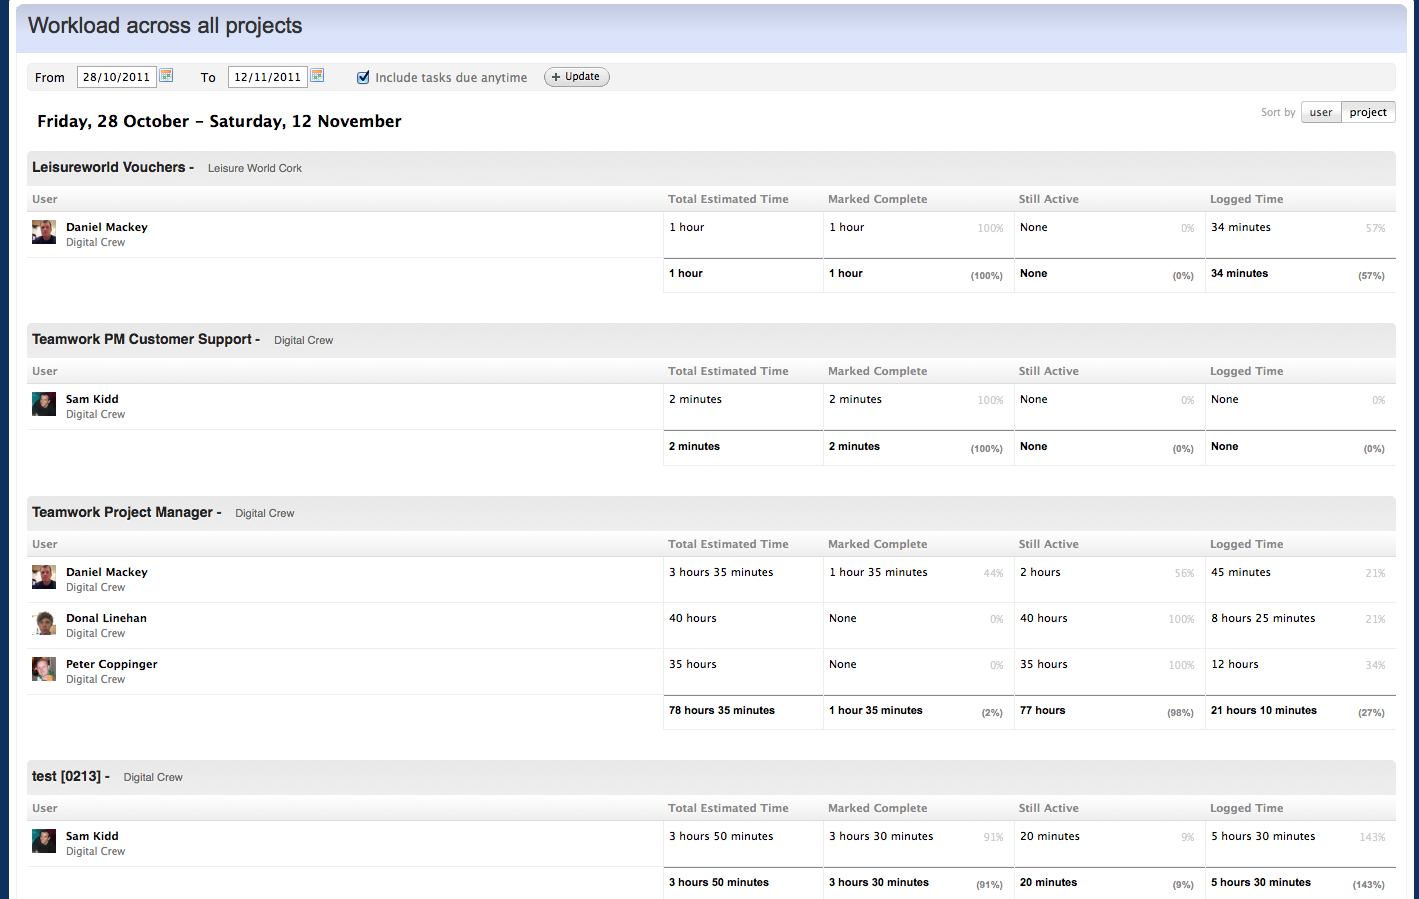 Workload across all projects
From 28/10/2011 To 12/11/2011 Include tasks due anytime + Update
Friday, 28 October – Saturday, 12 November
Sort by user project
Leisureworld Vouchers - Leisure World Cork
User Total Estimated Time Marked Complete Still Active Logged Time
Daniel Mackey 1 hour 1 hour 100% None 0% 34 minutes 57%
Digital Crew
1 hour 1 hour (100%) None (0%) 34 minutes (57%)
Teamwork PM Customer Support - Digital Crew
User Total Estimated Time Marked Complete Still Active Logged Time
Sam Kidd 2 minutes 2 minutes 100% None 0% None 0%
Digital Crew
2 minutes 2 minutes (100%) None (0%) None (0%)
Teamwork Project Manager - Digital Crew
User Total Estimated Time Marked Complete Still Active Logged Time
Daniel Mackey 3 hours 35 minutes 1 hour 35 minutes 44% 2 hours 56% 45 minutes 21%
Digital Crew
Donal Linehan 40 hours None 0% 40 hours 100% 8 hours 25 minutes 21%
Digital Crew
Peter Coppinger 35 hours None 0% 35 hours 100% 12 hours 34%
Digital Crew
78 hours 35 minutes 1 hour 35 minutes (2%) 77 hours (98%) 21 hours 10 minutes (27%)
test [0213] - Digital Crew
User Total Estimated Time Marked Complete Still Active Logged Time
Sam Kidd 3 hours 50 minutes 3 hours 30 minutes 91% 20 minutes 9% 5 hours 30 minutes 143%
Digital Crew
3 hours 50 minutes 3 hours 30 minutes (91%) 20 minutes (9%) 5 hours 30 minutes (143%)